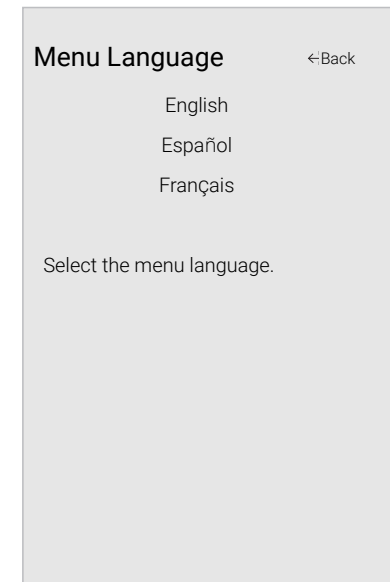 Menu Language ←Back
English
Español
Français
Select the menu language.